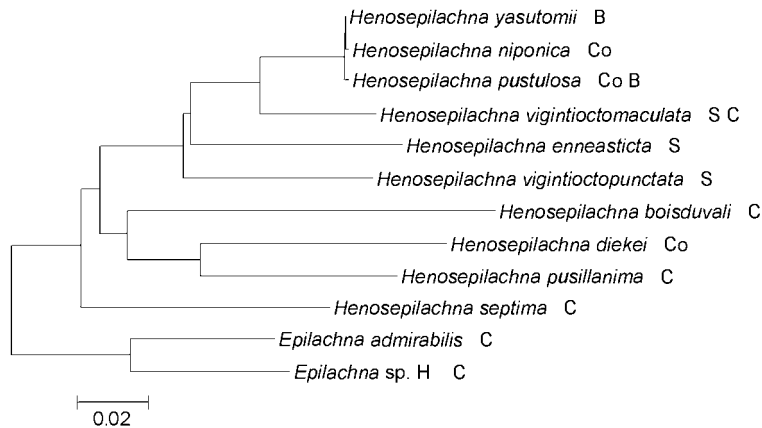 Henosepilachna yasutomii B
Henosepilachna niponica Co
Henosepilachna pustulosa Co B
Henosepilachna vigintioctomaculata S C
Henosepilachna enneasticta S
Henosepilachna vigintioctopunctata S
Henosepilachna boisduvali C
Henosepilachna diekei Co
Henosepilachna pusillanima C
Henosepilachna septima C
Epilachna admirabilis C
Epilachna sp. H C
0.02